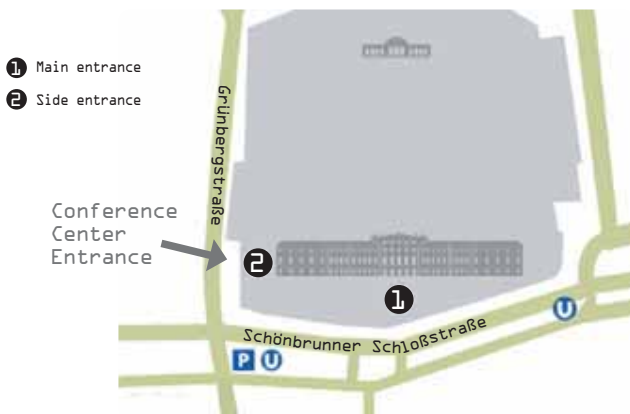 1 Main entrance
2 Side entrance
Grünbergstraße
Conference
Center
Entrance
2
1
U
Schönbrunner Schloßstraße
P U